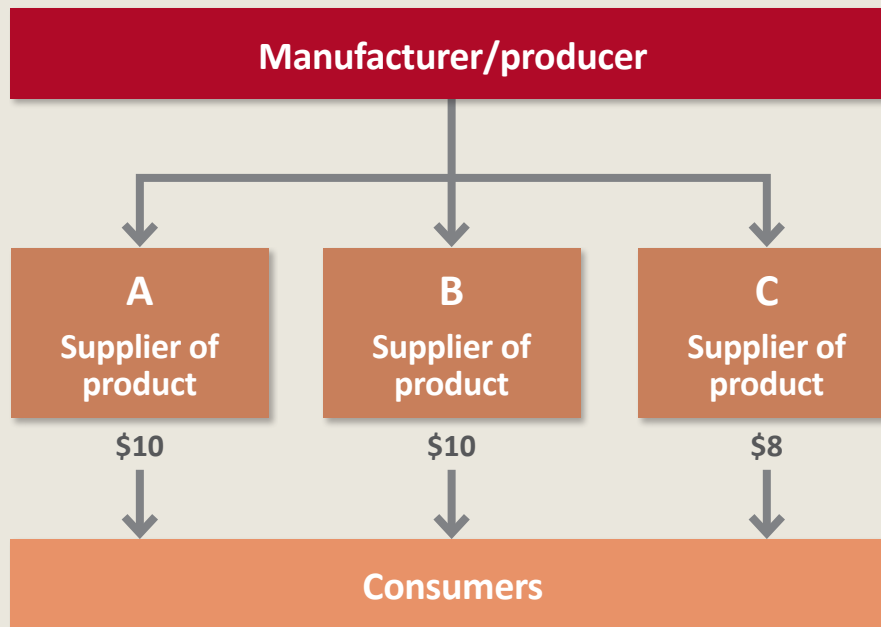 Manufacturer/producer
A
Supplier of
product
$10
B
Supplier of
product
$10
C
Supplier of
product
$8
Consumers